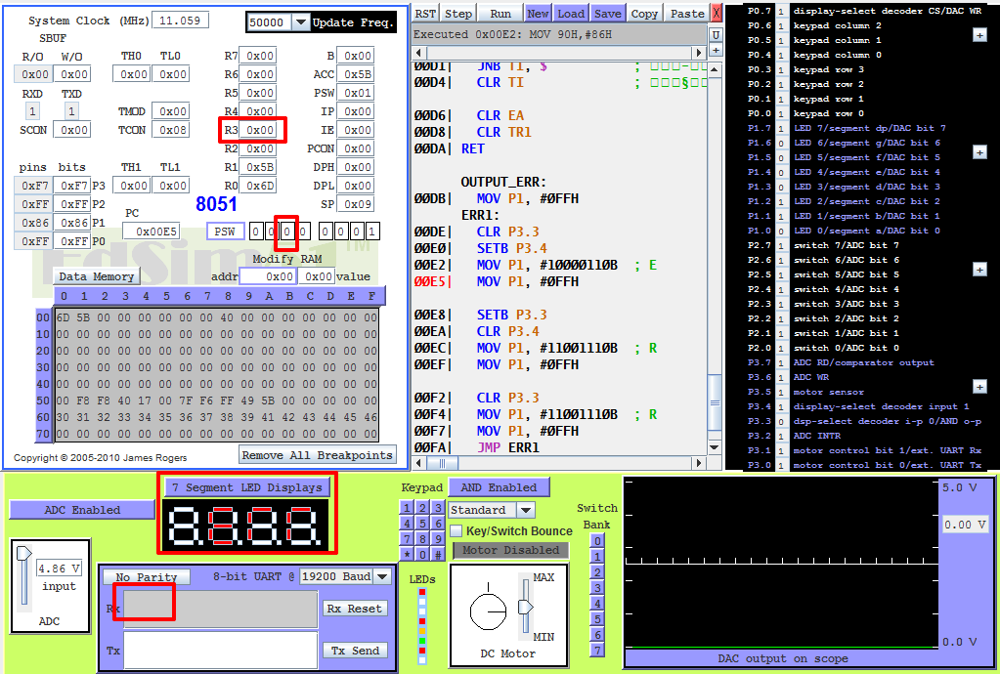 System Clock (MHz) 11.059
50000 Update Freq.
SBUF
R/O W/O TH0 TL0
0x00 0x00 0x00 0x00
RXD TXD
1 1
TMOD 0x00
SCON 0x00 TCON 0x08
R7 0x00 B 0x00
R6 0x00 ACC 0x5B
R5 0x00 PSW 0x01
R4 0x00 IP 0x00
R3 0x00 IE 0x00
R2 0x00 PCON 0x00
R1 0x5B DPH 0x00
R0 0x6D DPL 0x00
SP 0x09
pins bits TH1 TL1
0xF7 0xF7 P3 0x00 0x00
0xFF 0xFF P2
0x86 0x86 P1
0xFF 0xFF P0
8051
PC
0x00E5
PSW 0 0 0 0 0 0 0 1
EdSim51™
Modify RAM
Data Memory addr 0x00 0x00 value
0 1 2 3 4 5 6 7 8 9 A B C D E F
00 6D 5B 00 00 00 00 00 00 40 00 00 00 00 00 00 00
10 00 00 00 00 00 00 00 00 00 00 00 00 00 00 00 00
20 00 00 00 00 00 00 00 00 00 00 00 00 00 00 00 00
30 00 00 00 00 00 00 00 00 00 00 00 00 00 00 00 00
40 00 00 00 00 00 00 00 00 00 00 00 00 00 00 00 00
50 00 F8 F8 40 17 00 7F F6 FF 49 5B 00 00 00 00 00
60 30 31 32 33 34 35 36 37 38 39 41 42 43 44 45 46
70 00 00 00 00 00 00 00 00 00 00 00 00 00 00 00 00
Copyright © 2005-2010 James Rogers
Remove All Breakpoints
RST Step Run New Load Save Copy Paste X
Executed 0x00E2: MOV 90H,#86H
U
+
00D1| JNB TI, $ ;
00D4| CLR TI ;
00D6| CLR EA
00D8| CLR TR1
00DA| RET
OUTPUT_ERR:
00DB| MOV P1, #0FFH
ERR1:
00DE| CLR P3.3
00E0| SETB P3.4
00E2| MOV P1, #10000110B ; E
00E5| MOV P1, #0FFH
00E8| SETB P3.3
00EA| CLR P3.4
00EC| MOV P1, #11001110B ; R
00EF| MOV P1, #0FFH
00F2| CLR P3.3
00F4| MOV P1, #11001110B ; R
00F7| MOV P1, #0FFH
00FA| JMP ERR1
P0.7 1 display-select decoder CS/DAC WR
P0.6 1 keypad column 2
P0.5 1 keypad column 1
P0.4 1 keypad column 0
P0.3 1 keypad row 3
P0.2 1 keypad row 2
P0.1 1 keypad row 1
P0.0 1 keypad row 0
P1.7 1 LED 7/segment dp/DAC bit 7
P1.6 0 LED 6/segment g/DAC bit 6
P1.5 0 LED 5/segment f/DAC bit 5
P1.4 0 LED 4/segment e/DAC bit 4
P1.3 0 LED 3/segment d/DAC bit 3
P1.2 1 LED 2/segment c/DAC bit 2
P1.1 1 LED 1/segment b/DAC bit 1
P1.0 0 LED 0/segment a/DAC bit 0
P2.7 1 switch 7/ADC bit 7
P2.6 1 switch 6/ADC bit 6
P2.5 1 switch 5/ADC bit 5
P2.4 1 switch 4/ADC bit 4
P2.3 1 switch 3/ADC bit 3
P2.2 1 switch 2/ADC bit 2
P2.1 1 switch 1/ADC bit 1
P2.0 1 switch 0/ADC bit 0
P3.7 1 ADC RD/comparator output
P3.6 1 ADC WR
P3.5 1 motor sensor
P3.4 1 display-select decoder input 1
P3.3 0 dsp-select decoder i-p 0/AND o-p
P3.2 1 ADC INTR
P3.1 1 motor control bit 1/ext. UART Rx
P3.0 1 motor control bit 0/ext. UART Tx
+
+
+
+
ADC Enabled
4.86 V
input
ADC
7 Segment LED Displays
No Parity 8-bit UART @ 19200 Baud
Rx Rx Reset
Tx Tx Send
Keypad AND Enabled
1 2 3
4 5 6
7 8 9
* 0 #
Standard
Key/Switch Bounce
Motor Disabled
LEDs
MAX
MIN
DC Motor
Switch
Bank
0
1
2
3
4
5
6
7
5.0 V
0.00 V
0.0 V
DAC output on scope